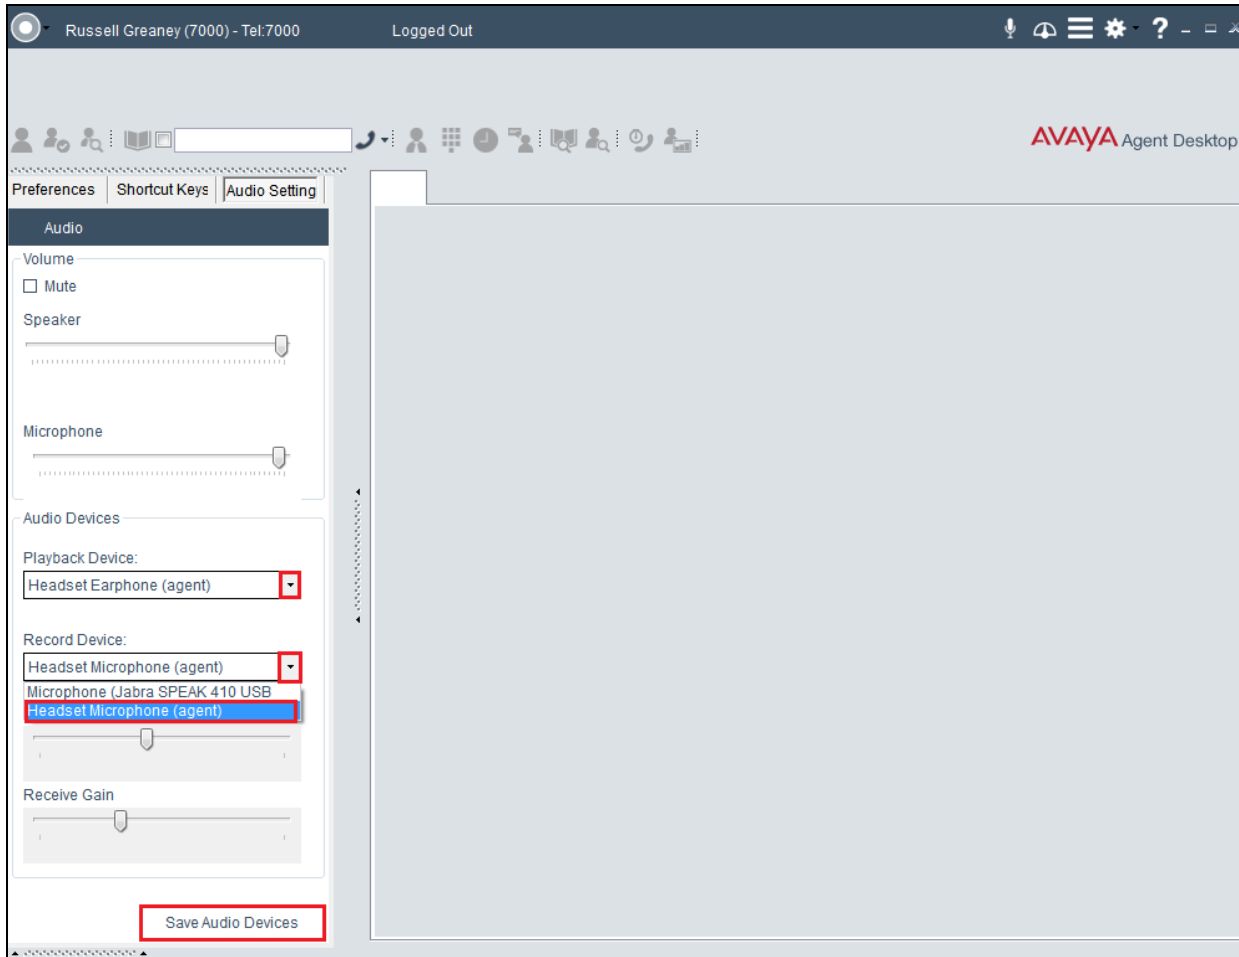 Russell Greaney (7000) - Tel:7000 Logged Out ?
AVAYA Agent Desktop
Preferences Shortcut Keys Audio Setting
Audio
Volume
Mute
Speaker
Microphone
Audio Devices
Playback Device:
Headset Earphone (agent)
Record Device:
Headset Microphone (agent)
Microphone (Jabra SPEAK 410 USB
Headset Microphone (agent)
Receive Gain
Save Audio Devices